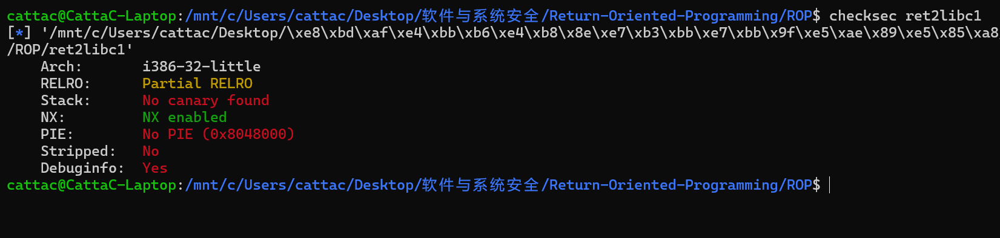 cattac@CattaC-Laptop:/mnt/c/Users/cattac/Desktop/软件与系统安全/Return-Oriented-Programming/ROP$ checksec ret2libc1
[*] '/mnt/c/Users/cattac/Desktop/\xe8\xbd\xaf\xe4\xbb\xb6\xe4\xb8\x8e\xe7\xb3\xbb\xe7\xbb\x9f\xe5\xae\x89\xe5\x85\xa8
/ROP/ret2libc1'
    Arch:       i386-32-little
    RELRO:      Partial RELRO
    Stack:      No canary found
    NX:         NX enabled
    PIE:        No PIE (0x8048000)
    Stripped:   No
    Debuginfo:  Yes
cattac@CattaC-Laptop:/mnt/c/Users/cattac/Desktop/软件与系统安全/Return-Oriented-Programming/ROP$